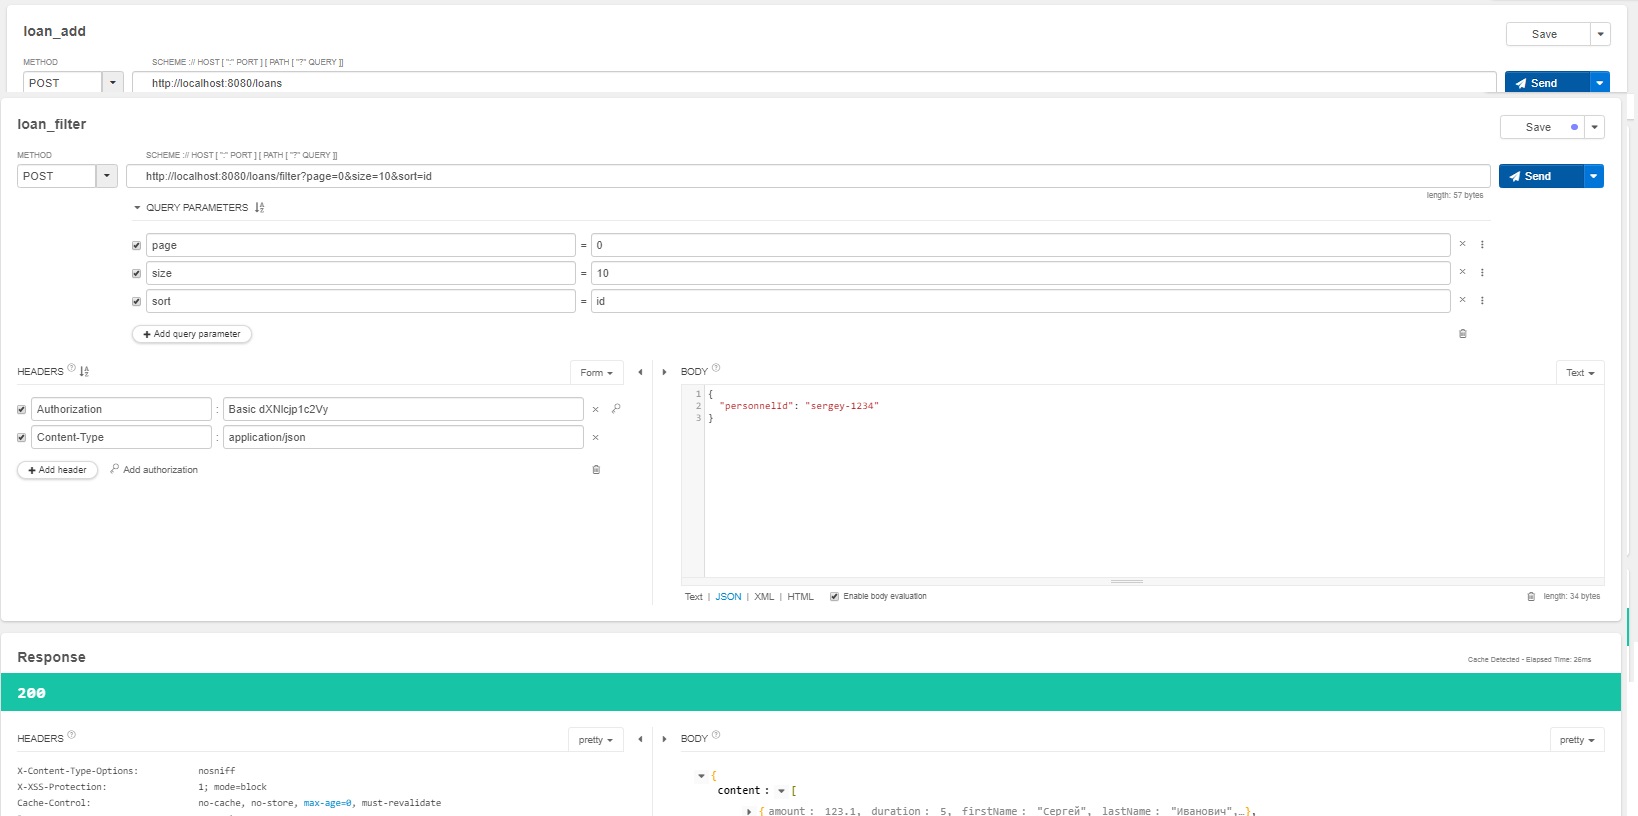 loan_add
Save
METHOD SCHEME :// HOST [ ":" PORT ] [ PATH [ "?" QUERY ]]
POST http://localhost:8080/loans Send
loan_filter
Save
METHOD SCHEME :// HOST [ ":" PORT ] [ PATH [ "?" QUERY ]]
POST http://localhost:8080/loans/filter?page=0&size=10&sort=id Send
length: 57 bytes
QUERY PARAMETERS
page = 0
size = 10
sort = id
+ Add query parameter
HEADERS ? Form
Authorization : Basic dXNlcjp1c2Vy
Content-Type : application/json
+ Add header Add authorization
BODY ? Text
1 {
2 "personnelId": "sergey-1234"
3 }
Text | JSON | XML | HTML Enable body evaluation length: 34 bytes
Response
Cache Detected - Elapsed Time: 26ms
200
HEADERS ? pretty
X-Content-Type-Options: nosniff
X-XSS-Protection: 1; mode=block
Cache-Control: no-cache, no-store, max-age=0, must-revalidate
BODY ? pretty
{
content : [
{ amount : 123.1, duration : 5, firstName : "Сергей", lastName : "Иванович",…},